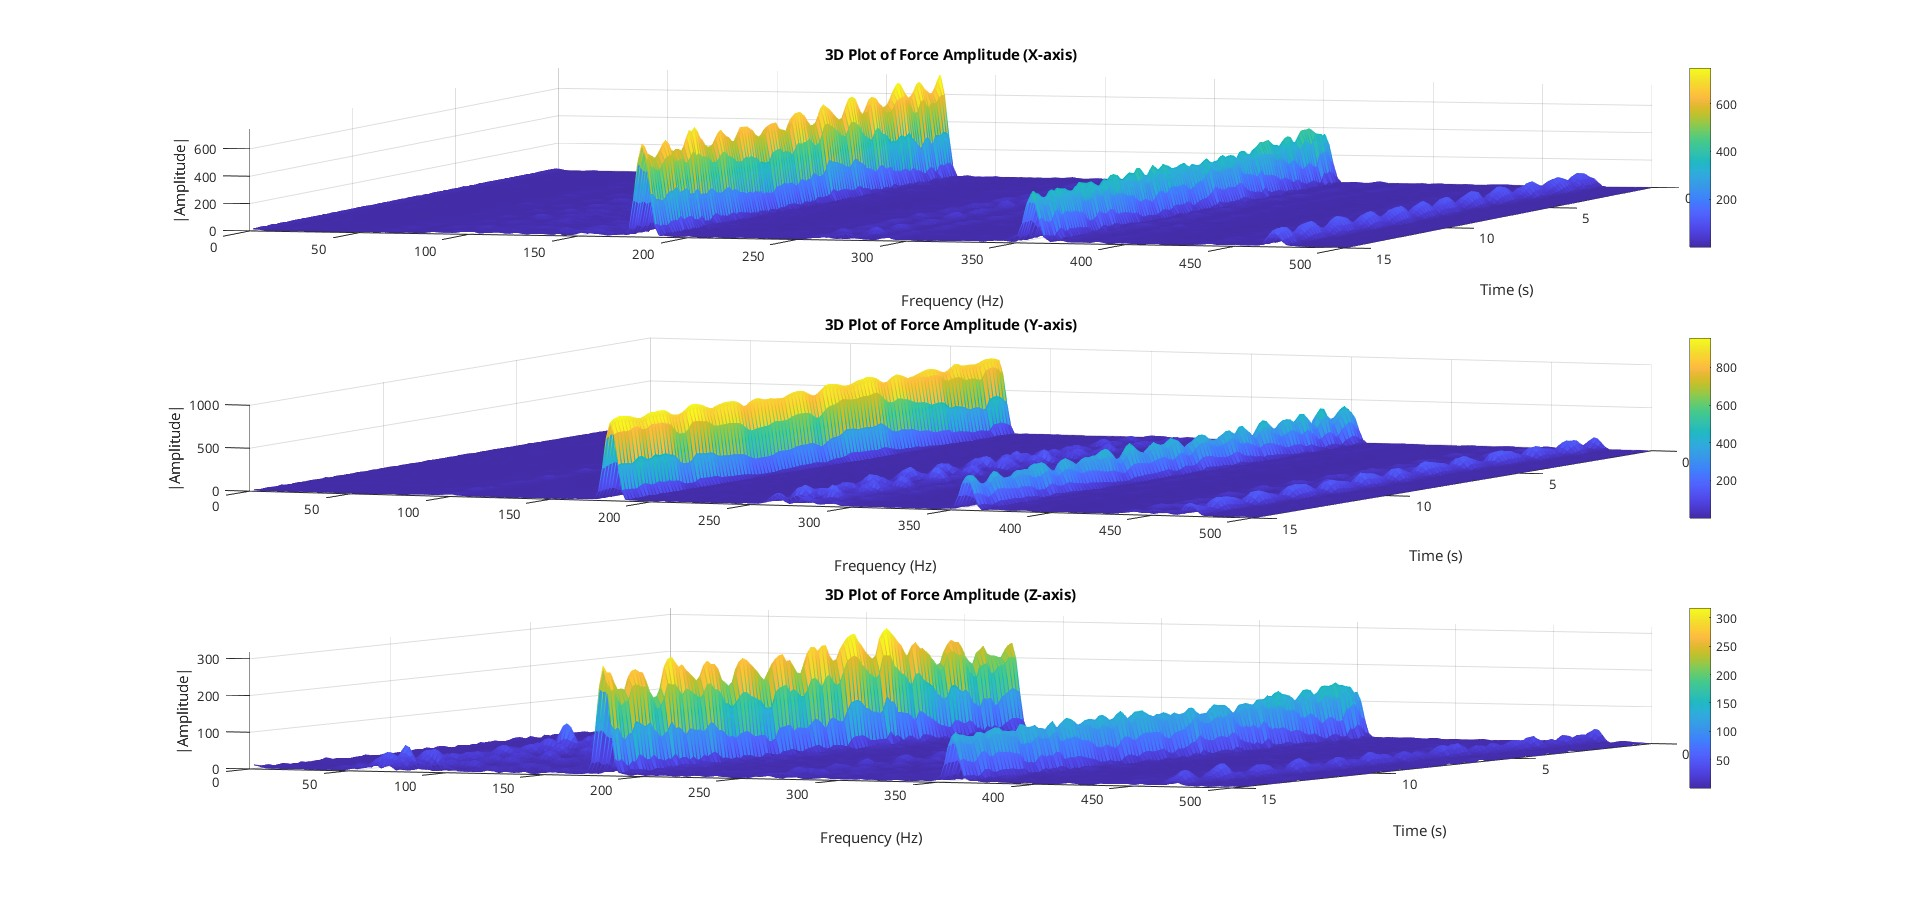 3D Plot of Force Amplitude (X-axis)
|Amplitude|
600
400
200
0
0 50 100 150 200 250 300 350 400 450 500
Frequency (Hz)
15 10 5 0
Time (s)
600
400
200
3D Plot of Force Amplitude (Y-axis)
|Amplitude|
1000
500
0
0 50 100 150 200 250 300 350 400 450 500
Frequency (Hz)
15 10 5 0
Time (s)
800
600
400
200
3D Plot of Force Amplitude (Z-axis)
|Amplitude|
300
200
100
0
0 50 100 150 200 250 300 350 400 450 500
Frequency (Hz)
15 10 5 0
Time (s)
300
250
200
150
100
50